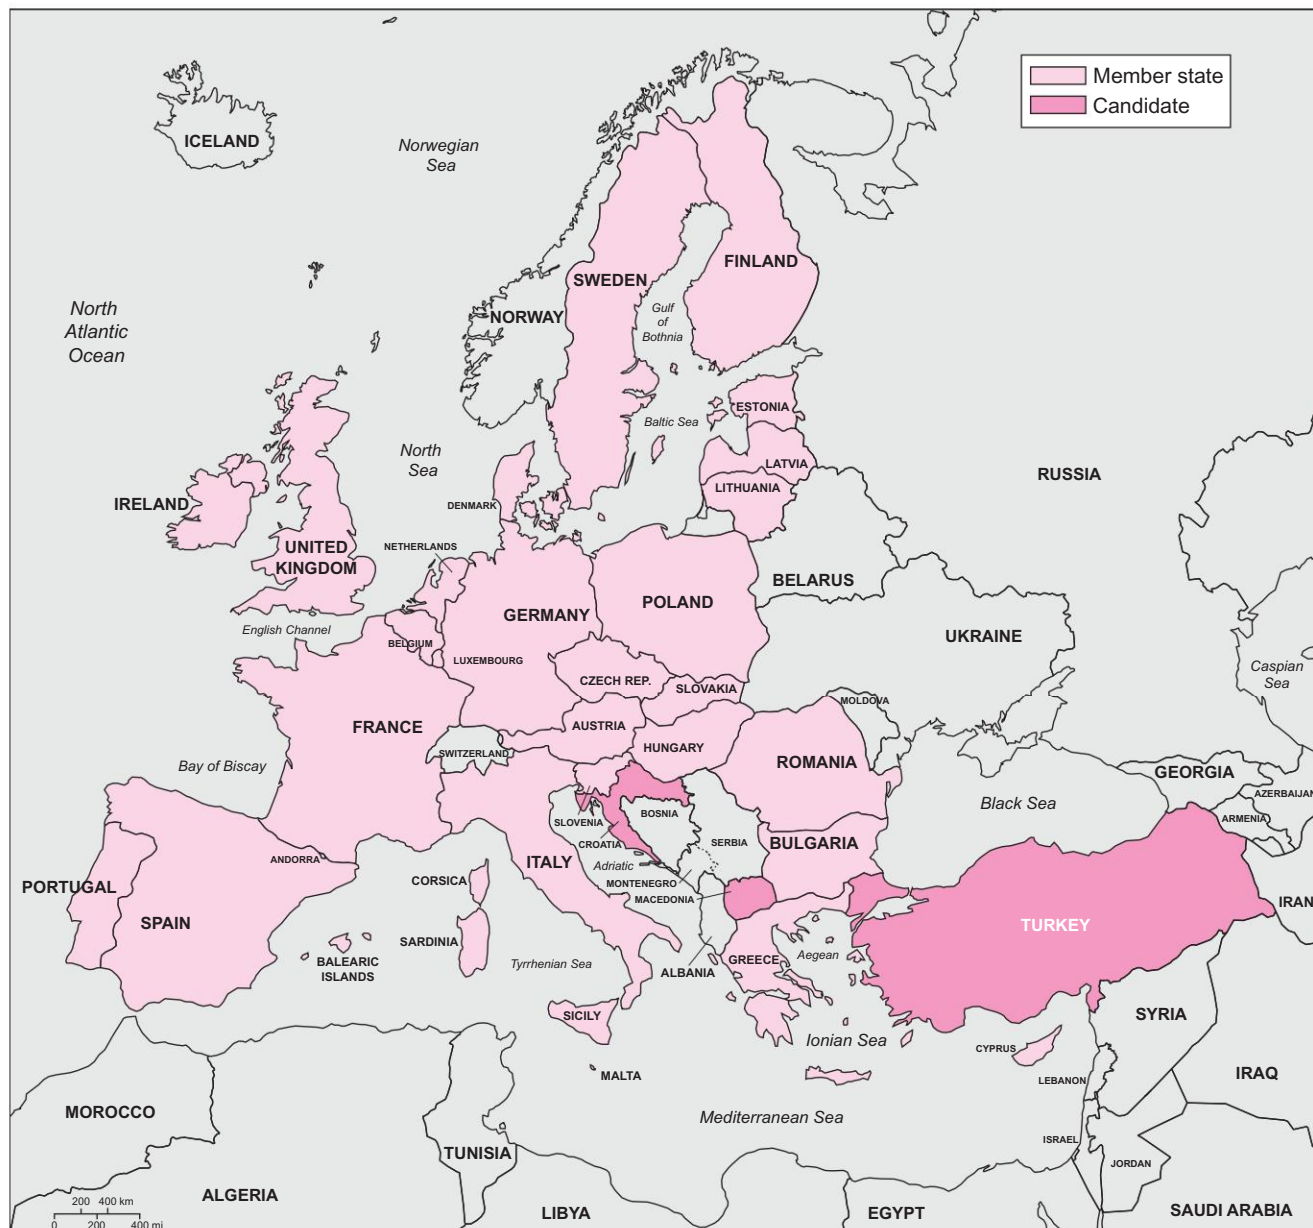 Member state
Candidate
ICELAND
Norwegian
Sea
FINLAND
SWEDEN
North
Atlantic
Ocean
NORWAY
Gulf
of
Bothnia
ESTONIA
Baltic Sea
North
Sea
LATVIA
RUSSIA
LITHUANIA
IRELAND
DENMARK
UNITED
KINGDOM
NETHERLANDS
BELARUS
POLAND
GERMANY
English Channel
BELGIUM
UKRAINE
LUXEMBOURG
CZECH REP.
SLOVAKIA
Caspian
Sea
MOLDOVA
FRANCE
AUSTRIA
SWITZERLAND
HUNGARY
ROMANIA
Bay of Biscay
GEORGIA
AZERBAIJAN
Black Sea
BOSNIA
SLOVENIA
ARMENIA
CROATIA
SERBIA
BULGARIA
ANDORRA
ITALY
Adriatic
CORSICA
MONTENEGRO
MACEDONIA
PORTUGAL
IRAN
SPAIN
TURKEY
SARDINIA
BALEARIC
ISLANDS
Tyrrhenian Sea
ALBANIA
GREECE
Aegean
SICILY
SYRIA
Ionian Sea
CYPRUS
MALTA
LEBANON
IRAQ
MOROCCO
Mediterranean Sea
TUNISIA
ISRAEL
JORDAN
ALGERIA
LIBYA
EGYPT
SAUDI ARABIA
200 400 km
0 200 400 mi